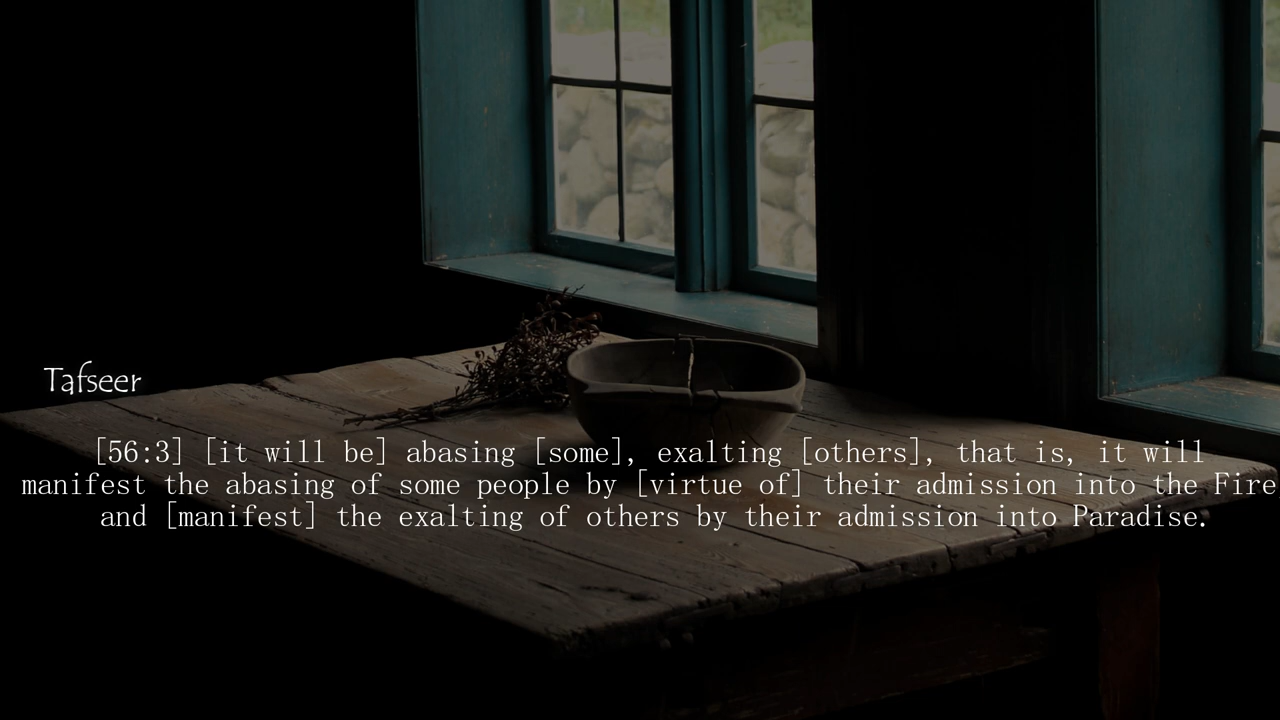 Tafseer
[56:3] [it will be] abasing [some], exalting [others], that is, it will
manifest the abasing of some people by [virtue of] their admission into the Fire
and [manifest] the exalting of others by their admission into Paradise.